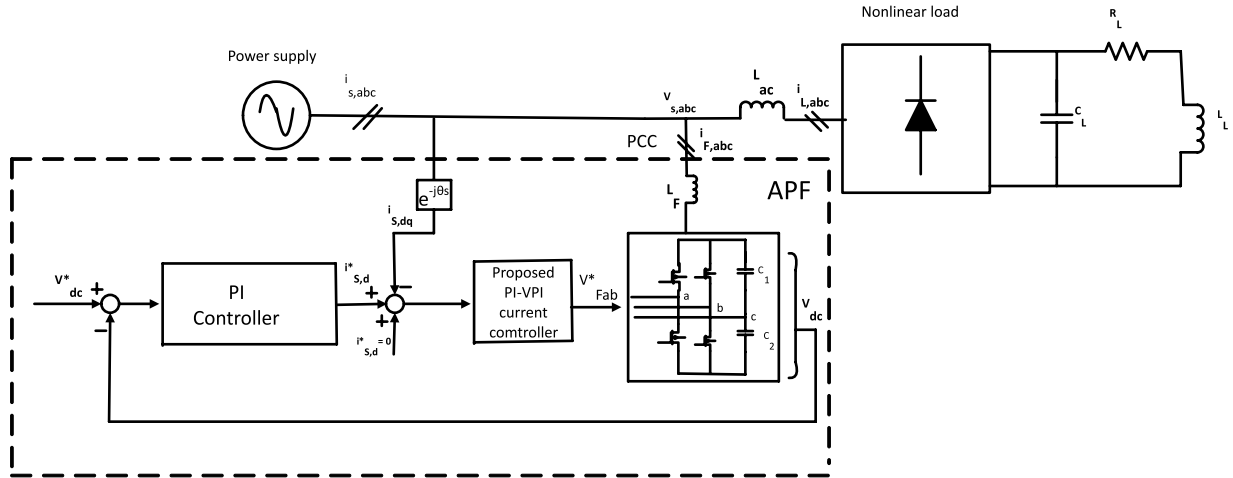 Nonlinear load
R
L
Power supply
i
s,abc
V
s,abc
L
ac
i
L,abc
C
L
L
L
PCC
i
F,abc
APF
L
F
e-jθs
i
S,dq
V*
dc
+
−
PI
Controller
i*
S,d
+
−
+
i*
S,d = 0
Proposed
PI-VPI
current
comtroller
V*
Fab
a
b
c
C
1
C
2
V
dc